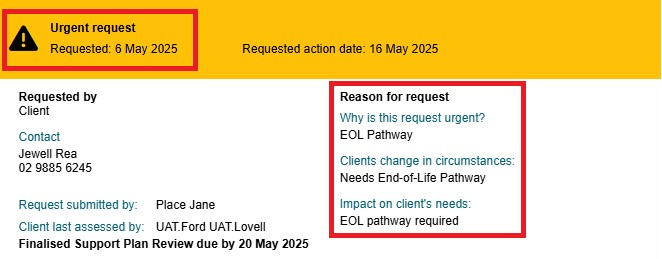 Urgent request
Requested: 6 May 2025
Requested action date: 16 May 2025
Requested by
Client
Contact
Jewell Rea
02 9885 6245
Request submitted by: Place Jane
Client last assessed by: UAT.Ford UAT.Lovell
Finalised Support Plan Review due by 20 May 2025
Reason for request
Why is this request urgent?
EOL Pathway
Clients change in circumstances:
Needs End-of-Life Pathway
Impact on client's needs:
EOL pathway required